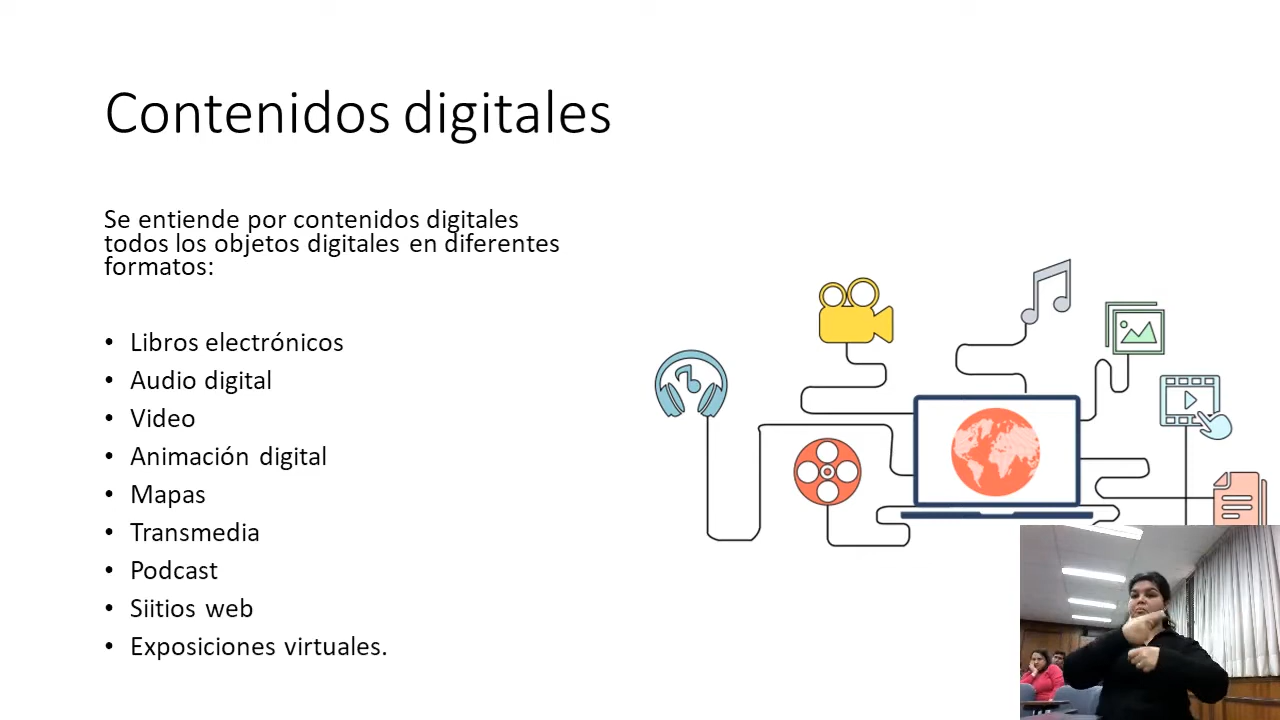 Contenidos digitales
Se entiende por contenidos digitales
todos los objetos digitales en diferentes
formatos:
• Libros electrónicos
• Audio digital
• Video
• Animación digital
• Mapas
• Transmedia
• Podcast
• Siitios web
• Exposiciones virtuales.